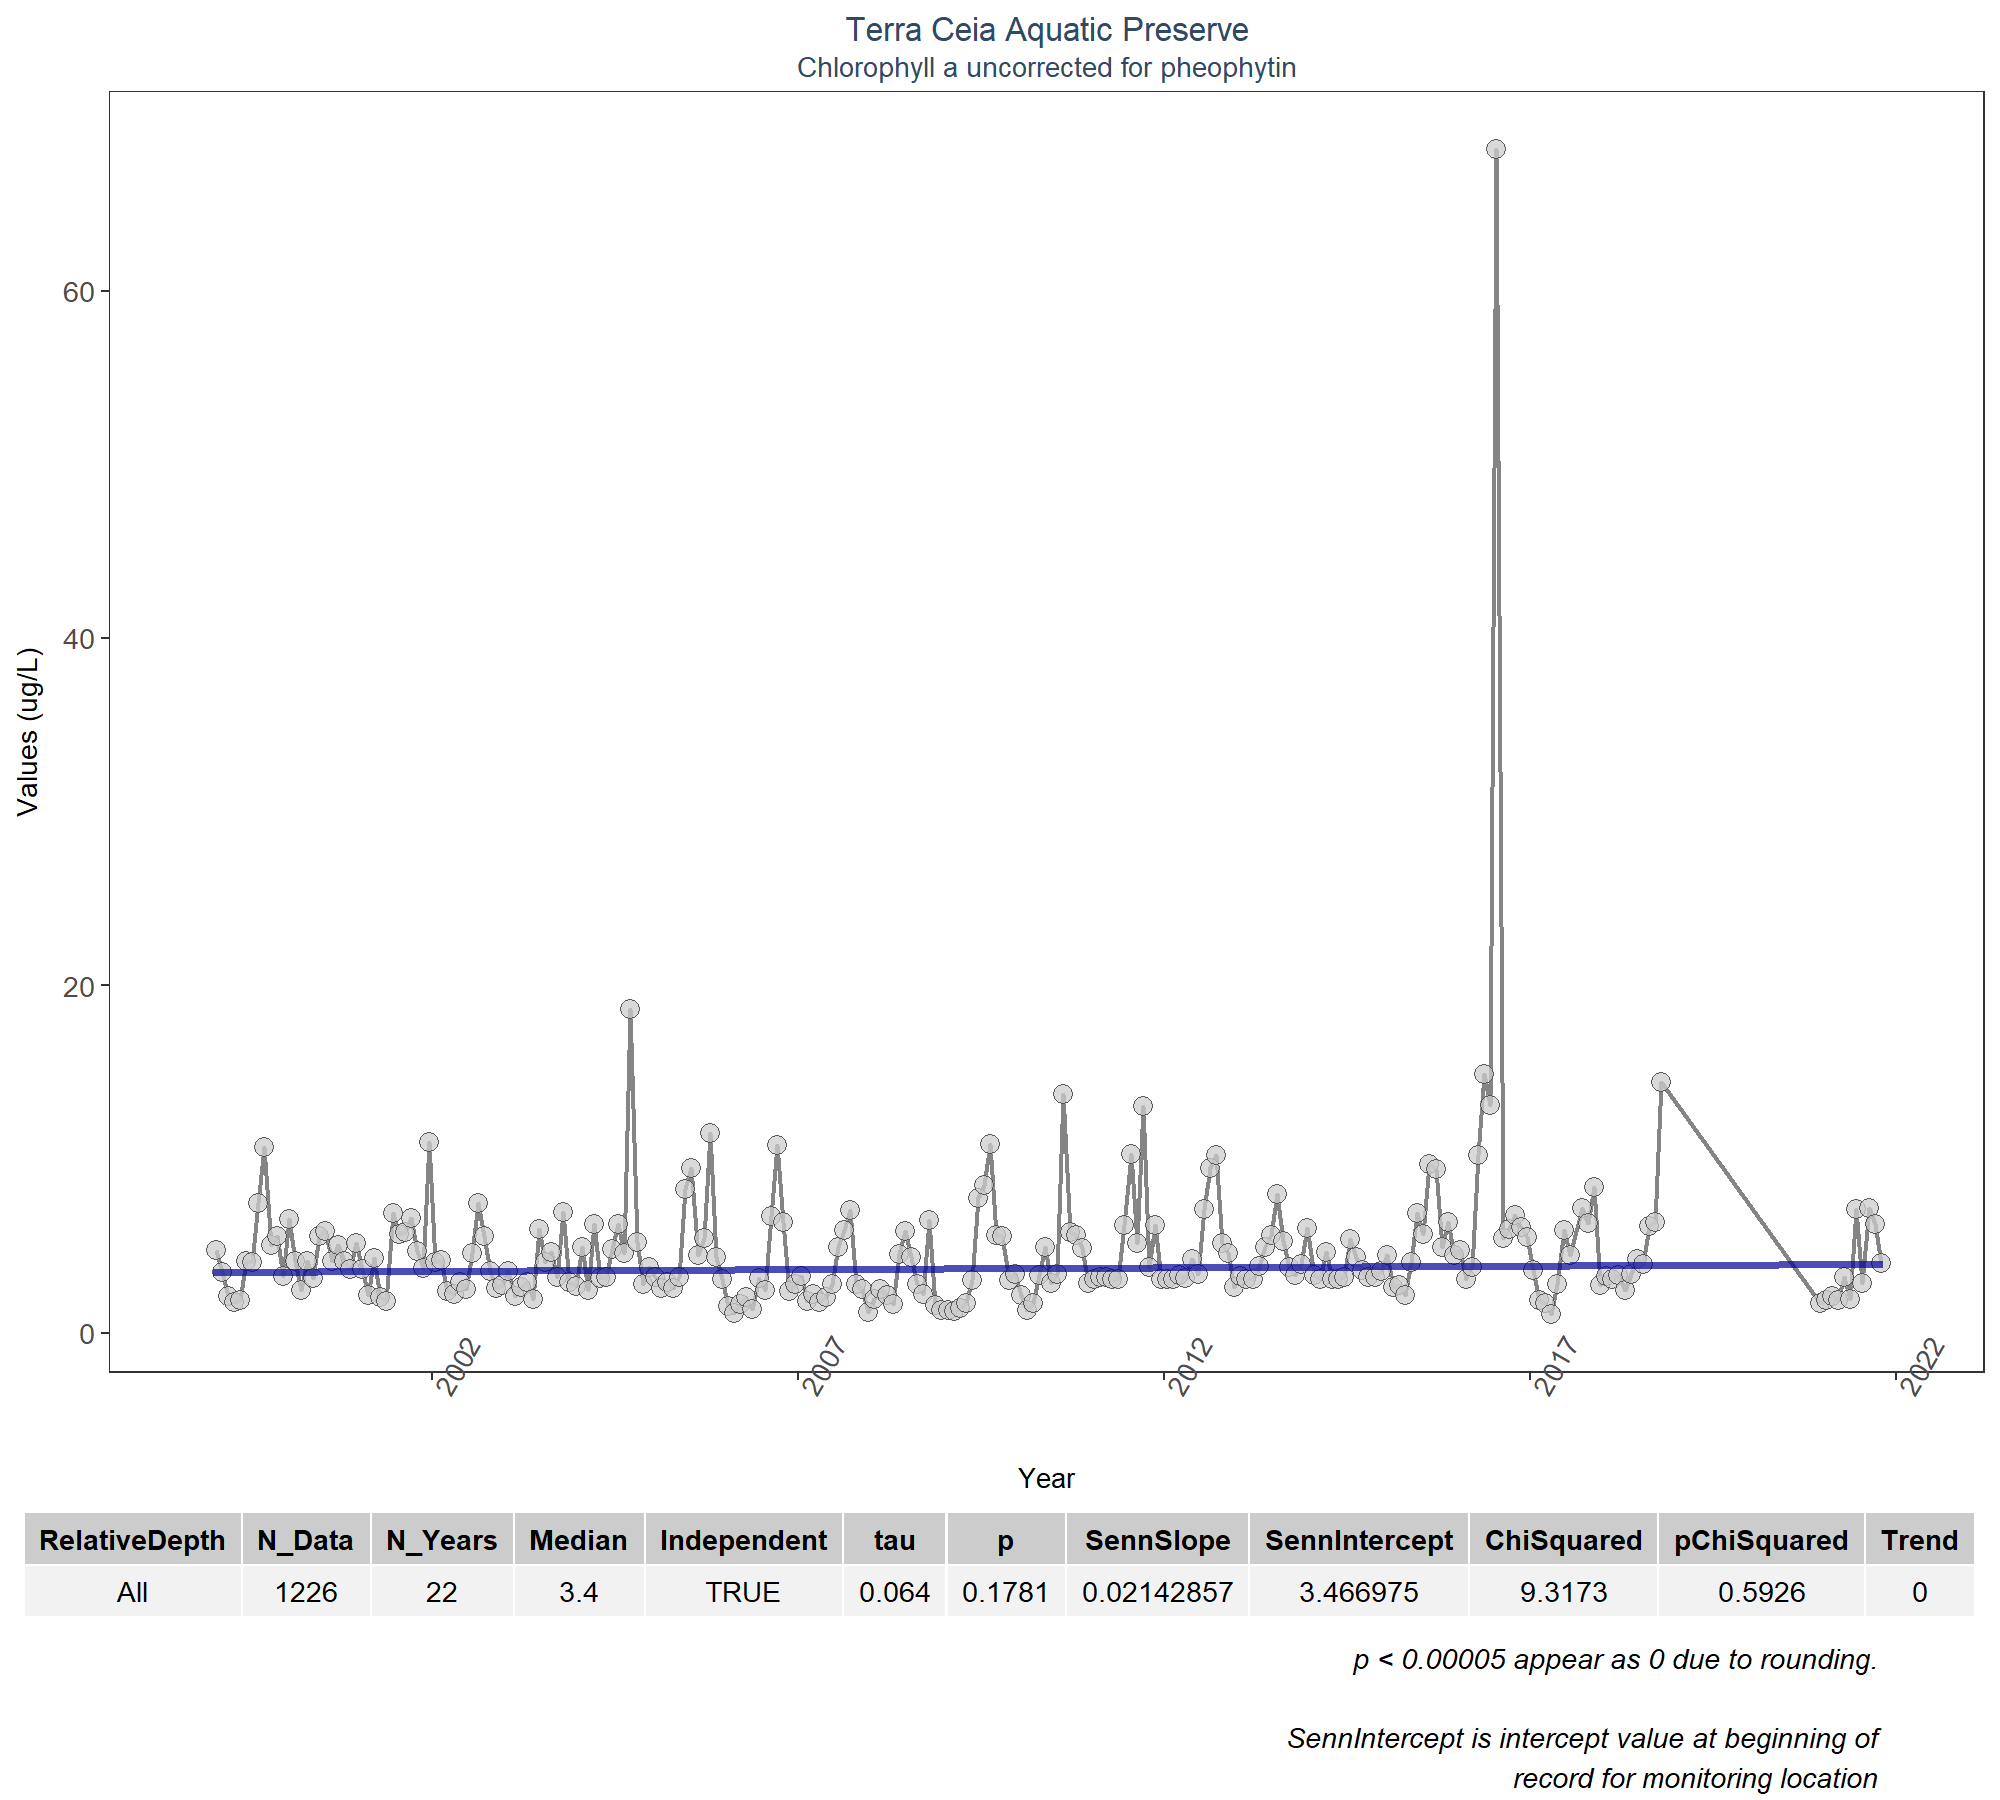 Terra Ceia Aquatic Preserve
Chlorophyll a uncorrected for pheophytin
Values (ug/L)
60
40
20
0
2002 2007 2012 2017 2022
Year
RelativeDepth N_Data N_Years Median Independent tau p SennSlope SennIntercept ChiSquared pChiSquared Trend
All 1226 22 3.4 TRUE 0.064 0.1781 0.02142857 3.466975 9.3173 0.5926 0
p < 0.00005 appear as 0 due to rounding.
SennIntercept is intercept value at beginning of
record for monitoring location